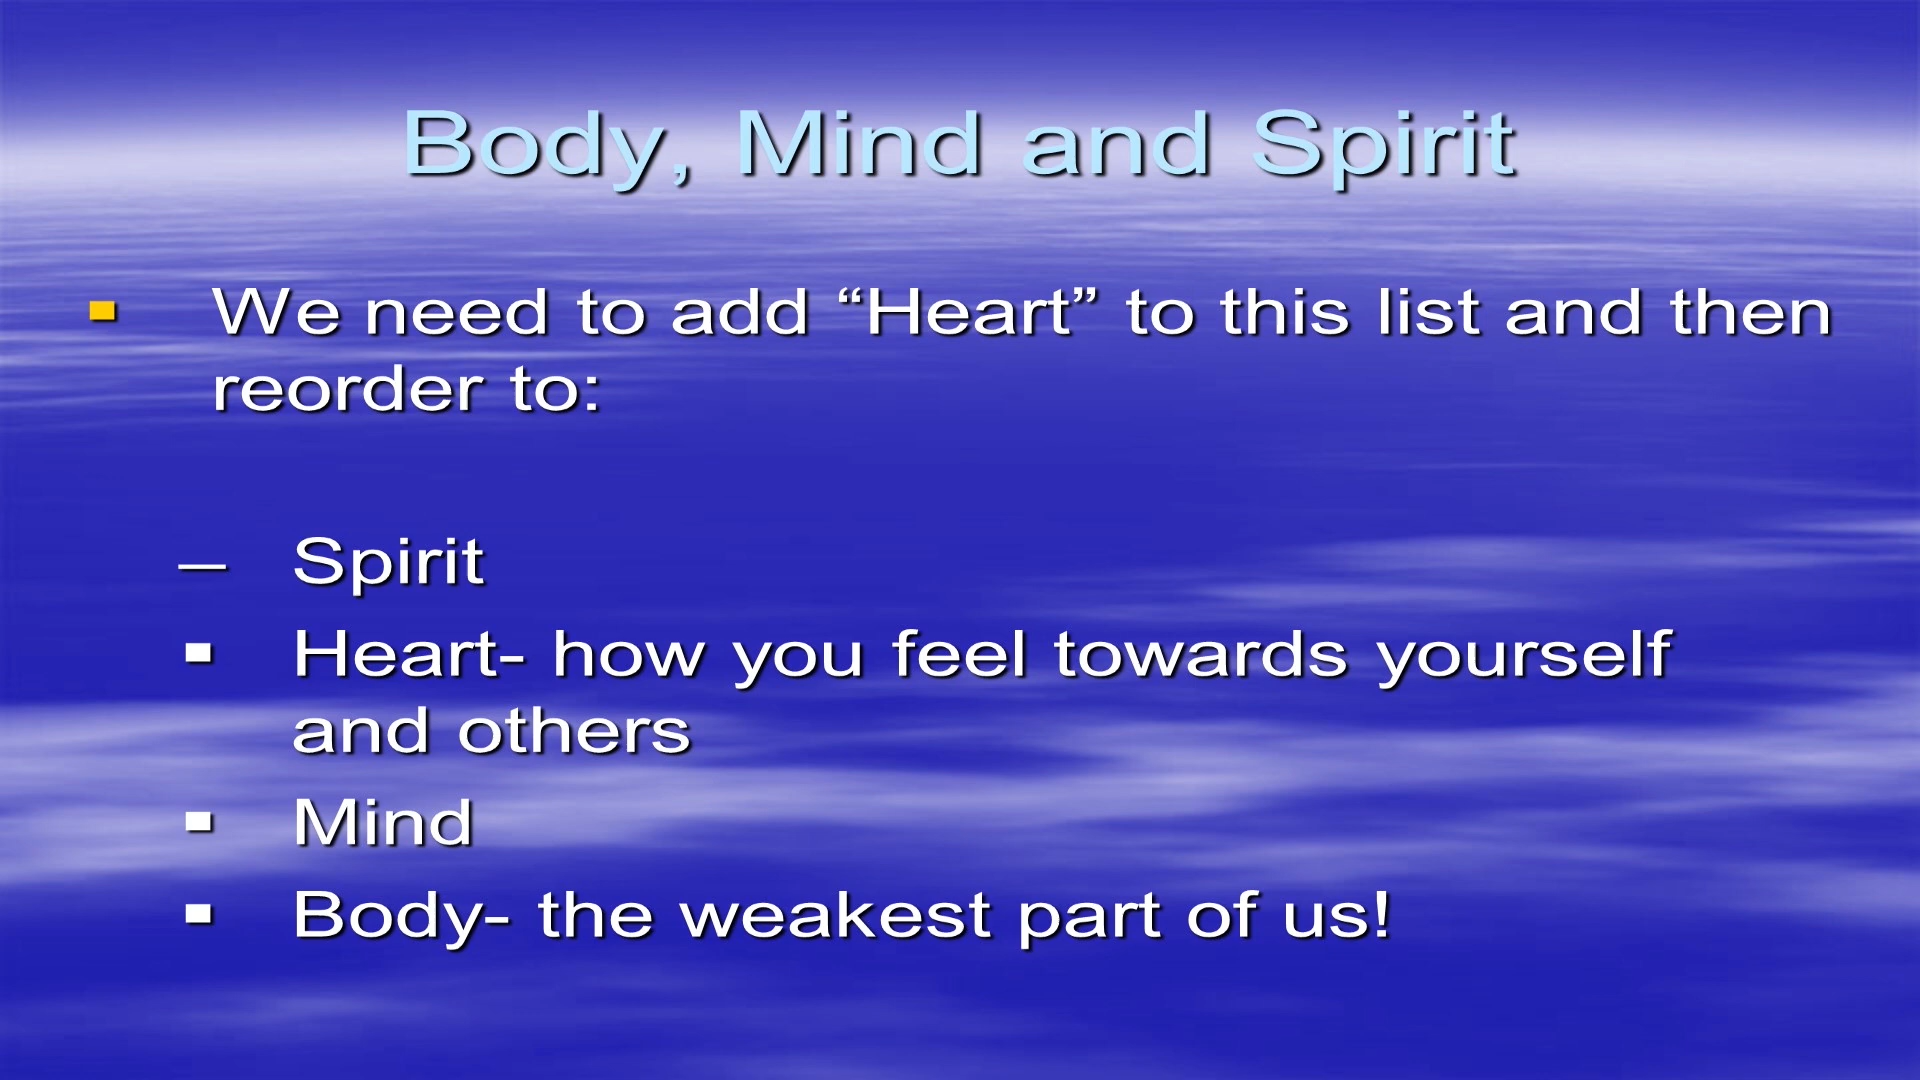 Body, Mind and Spirit
▪ We need to add “Heart” to this list and then
reorder to:
– Spirit
▪ Heart- how you feel towards yourself
and others
▪ Mind
▪ Body- the weakest part of us!